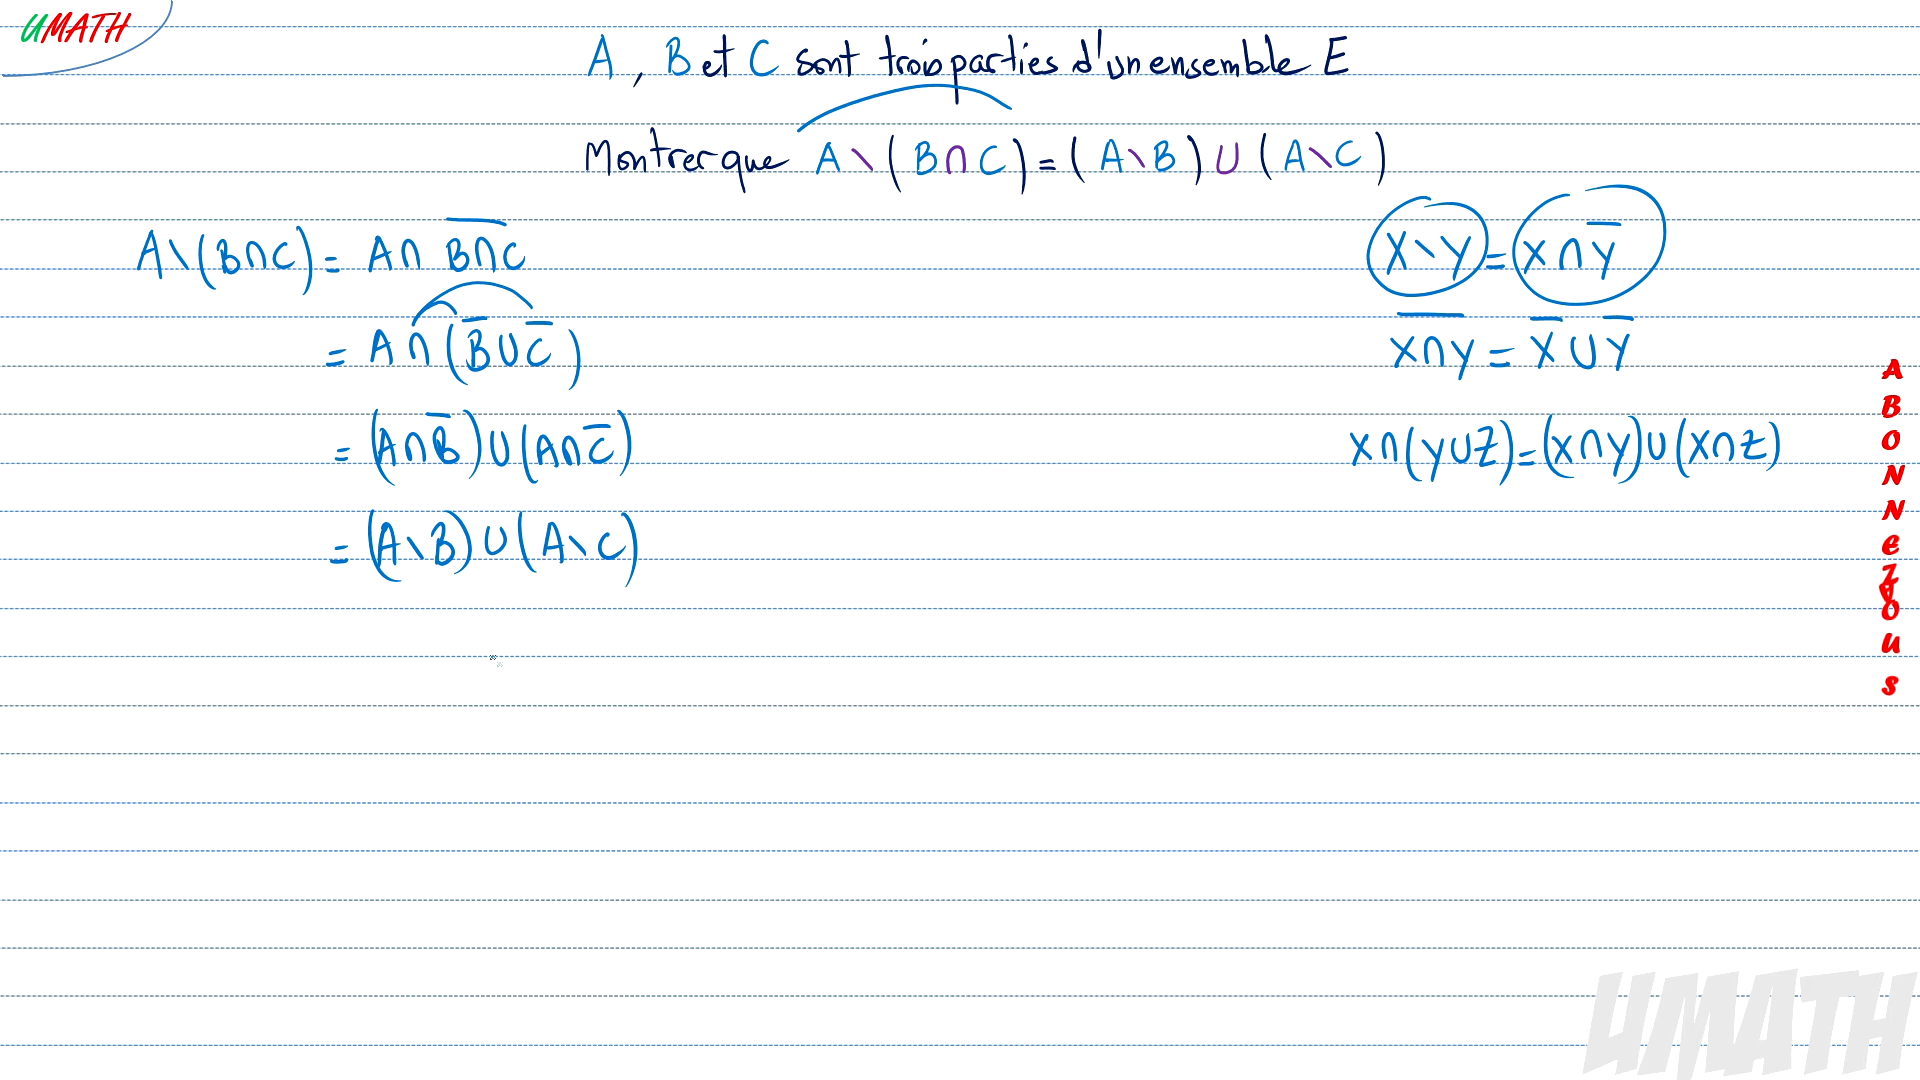 UMATH
A, B et C sont trois parties d'un ensemble E
Montrer que A\(B∩C) = (A\B)∪(A\C)
A\(B∩C) = A∩ B̅∩̅C̅
= A∩(B̅∪C̅)
= (A∩B̅)∪(A∩C̅)
= (A\B)∪(A\C)
X\Y = X∩Y̅
X̅∩̅Y̅ = X̅∪Y̅
X∩(Y∪Z) = (X∩Y)∪(X∩Z)
ABONNeZ VOUS
UMATH